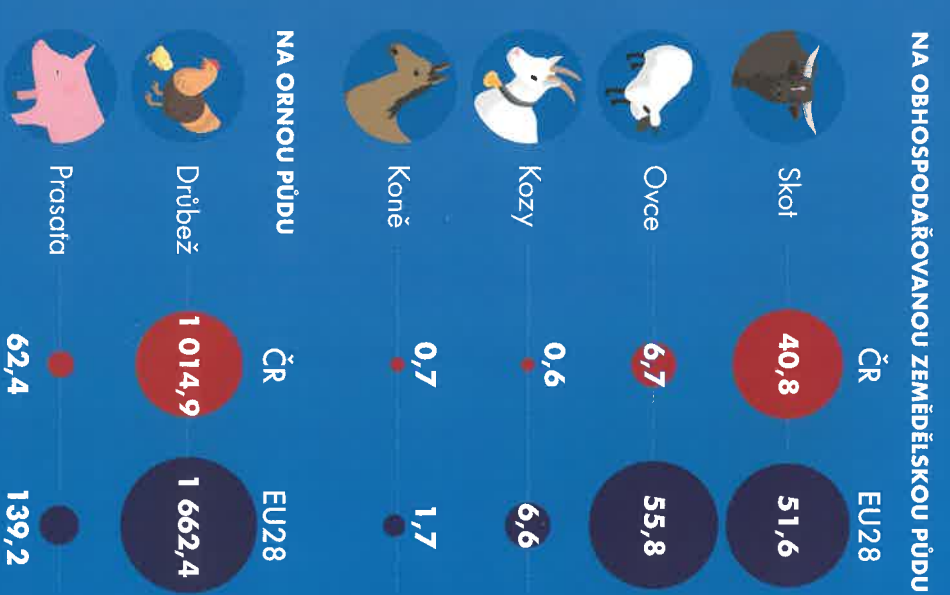 NA OBHOSPODAŘOVANOU ZEMĚDĚLSKOU PŮDU
ČR EU28
Skot 40,8 51,6
Ovce 6,7 55,8
Kozy 0,6 6,6
Koně 0,7 1,7
NA ORNOU PŮDU
ČR EU28
Drůbež 1 014,9 1 662,4
Prasata 62,4 139,2